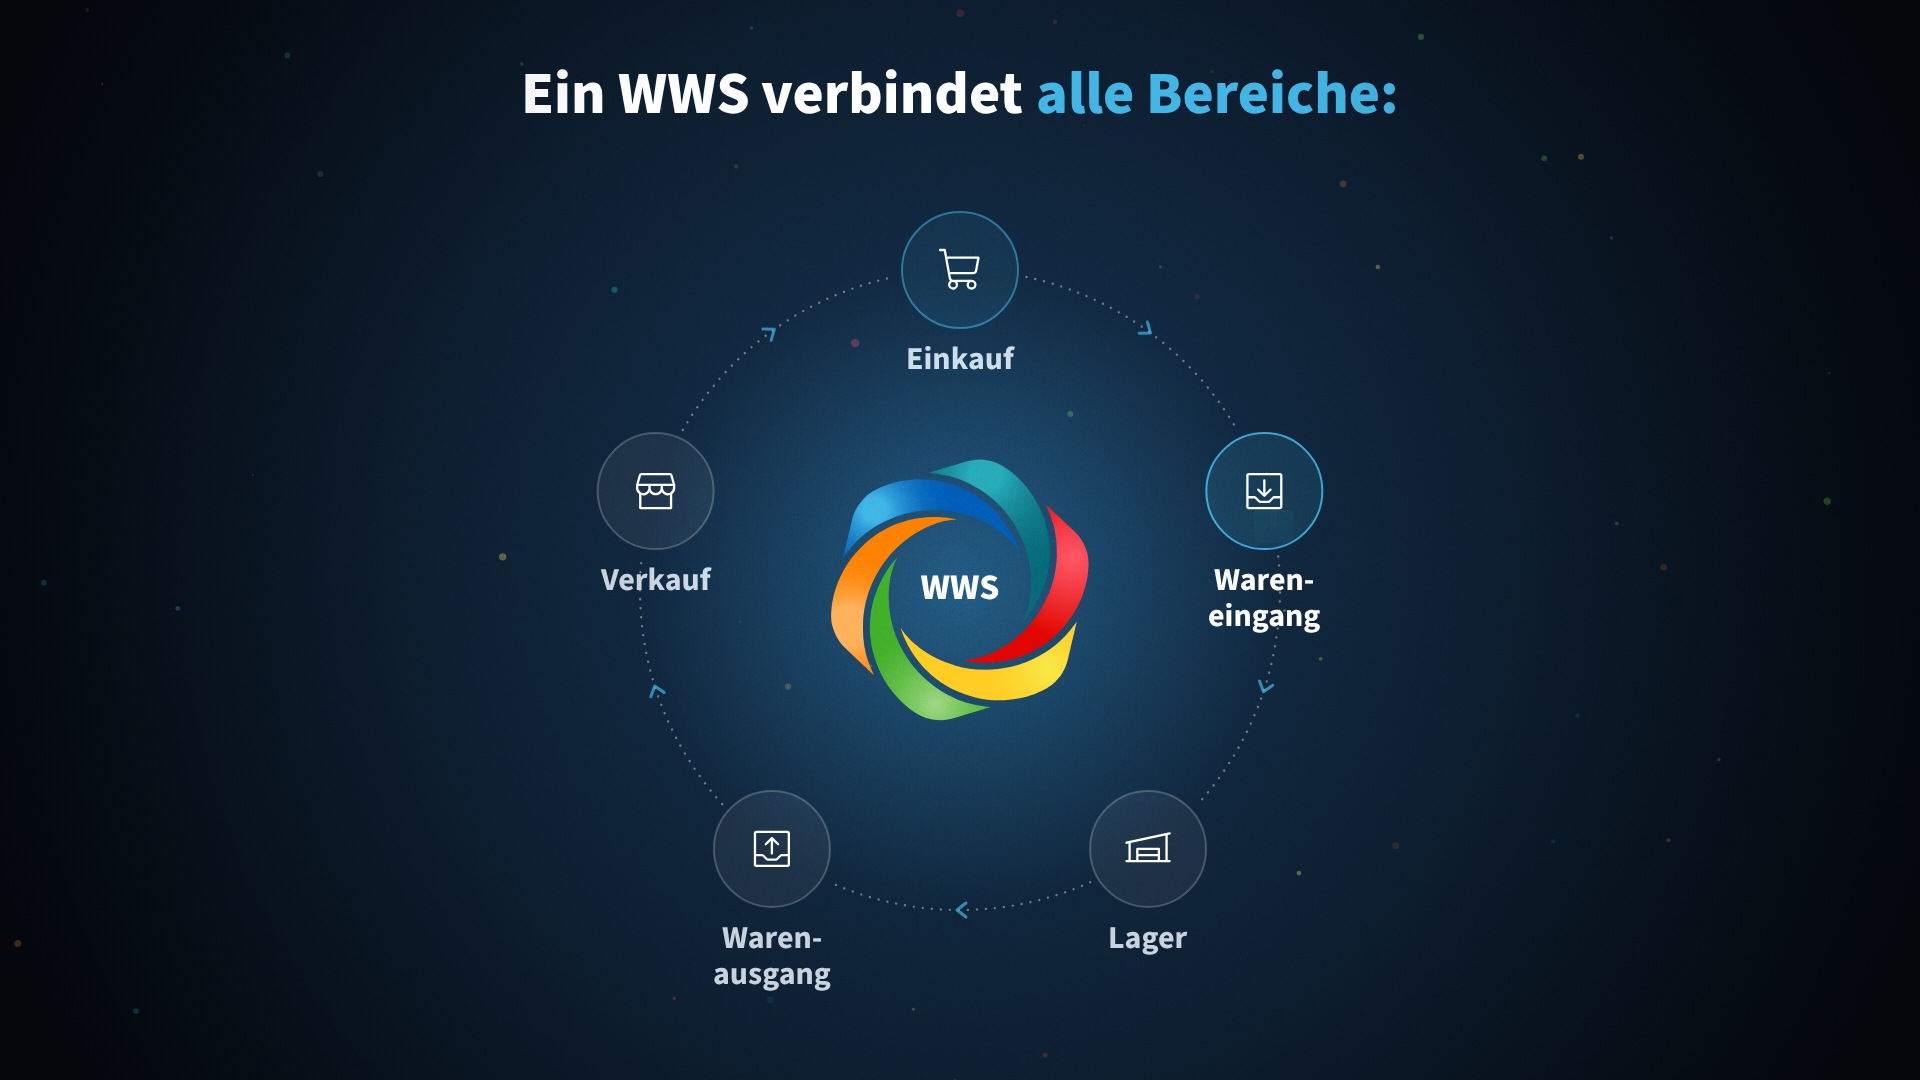 Ein WWS verbindet alle Bereiche:
Einkauf
Verkauf
WWS
Waren-
eingang
Waren-
ausgang
Lager